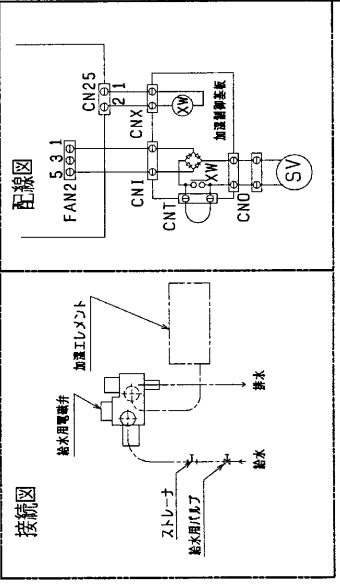 配線図
FAN2
5 3 1
CN25
2 1
CNI
CNX
XW
加湿制御基板
CNT
XW
CNO
SV
接続図
給水用電磁弁
加湿エレメント
ストレーナ
給水用バルブ
給水
排水